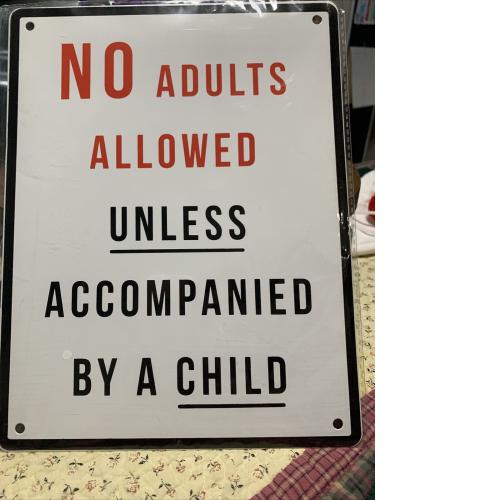 NO ADULTS
ALLOWED
UNLESS
ACCOMPANIED
BY A CHILD